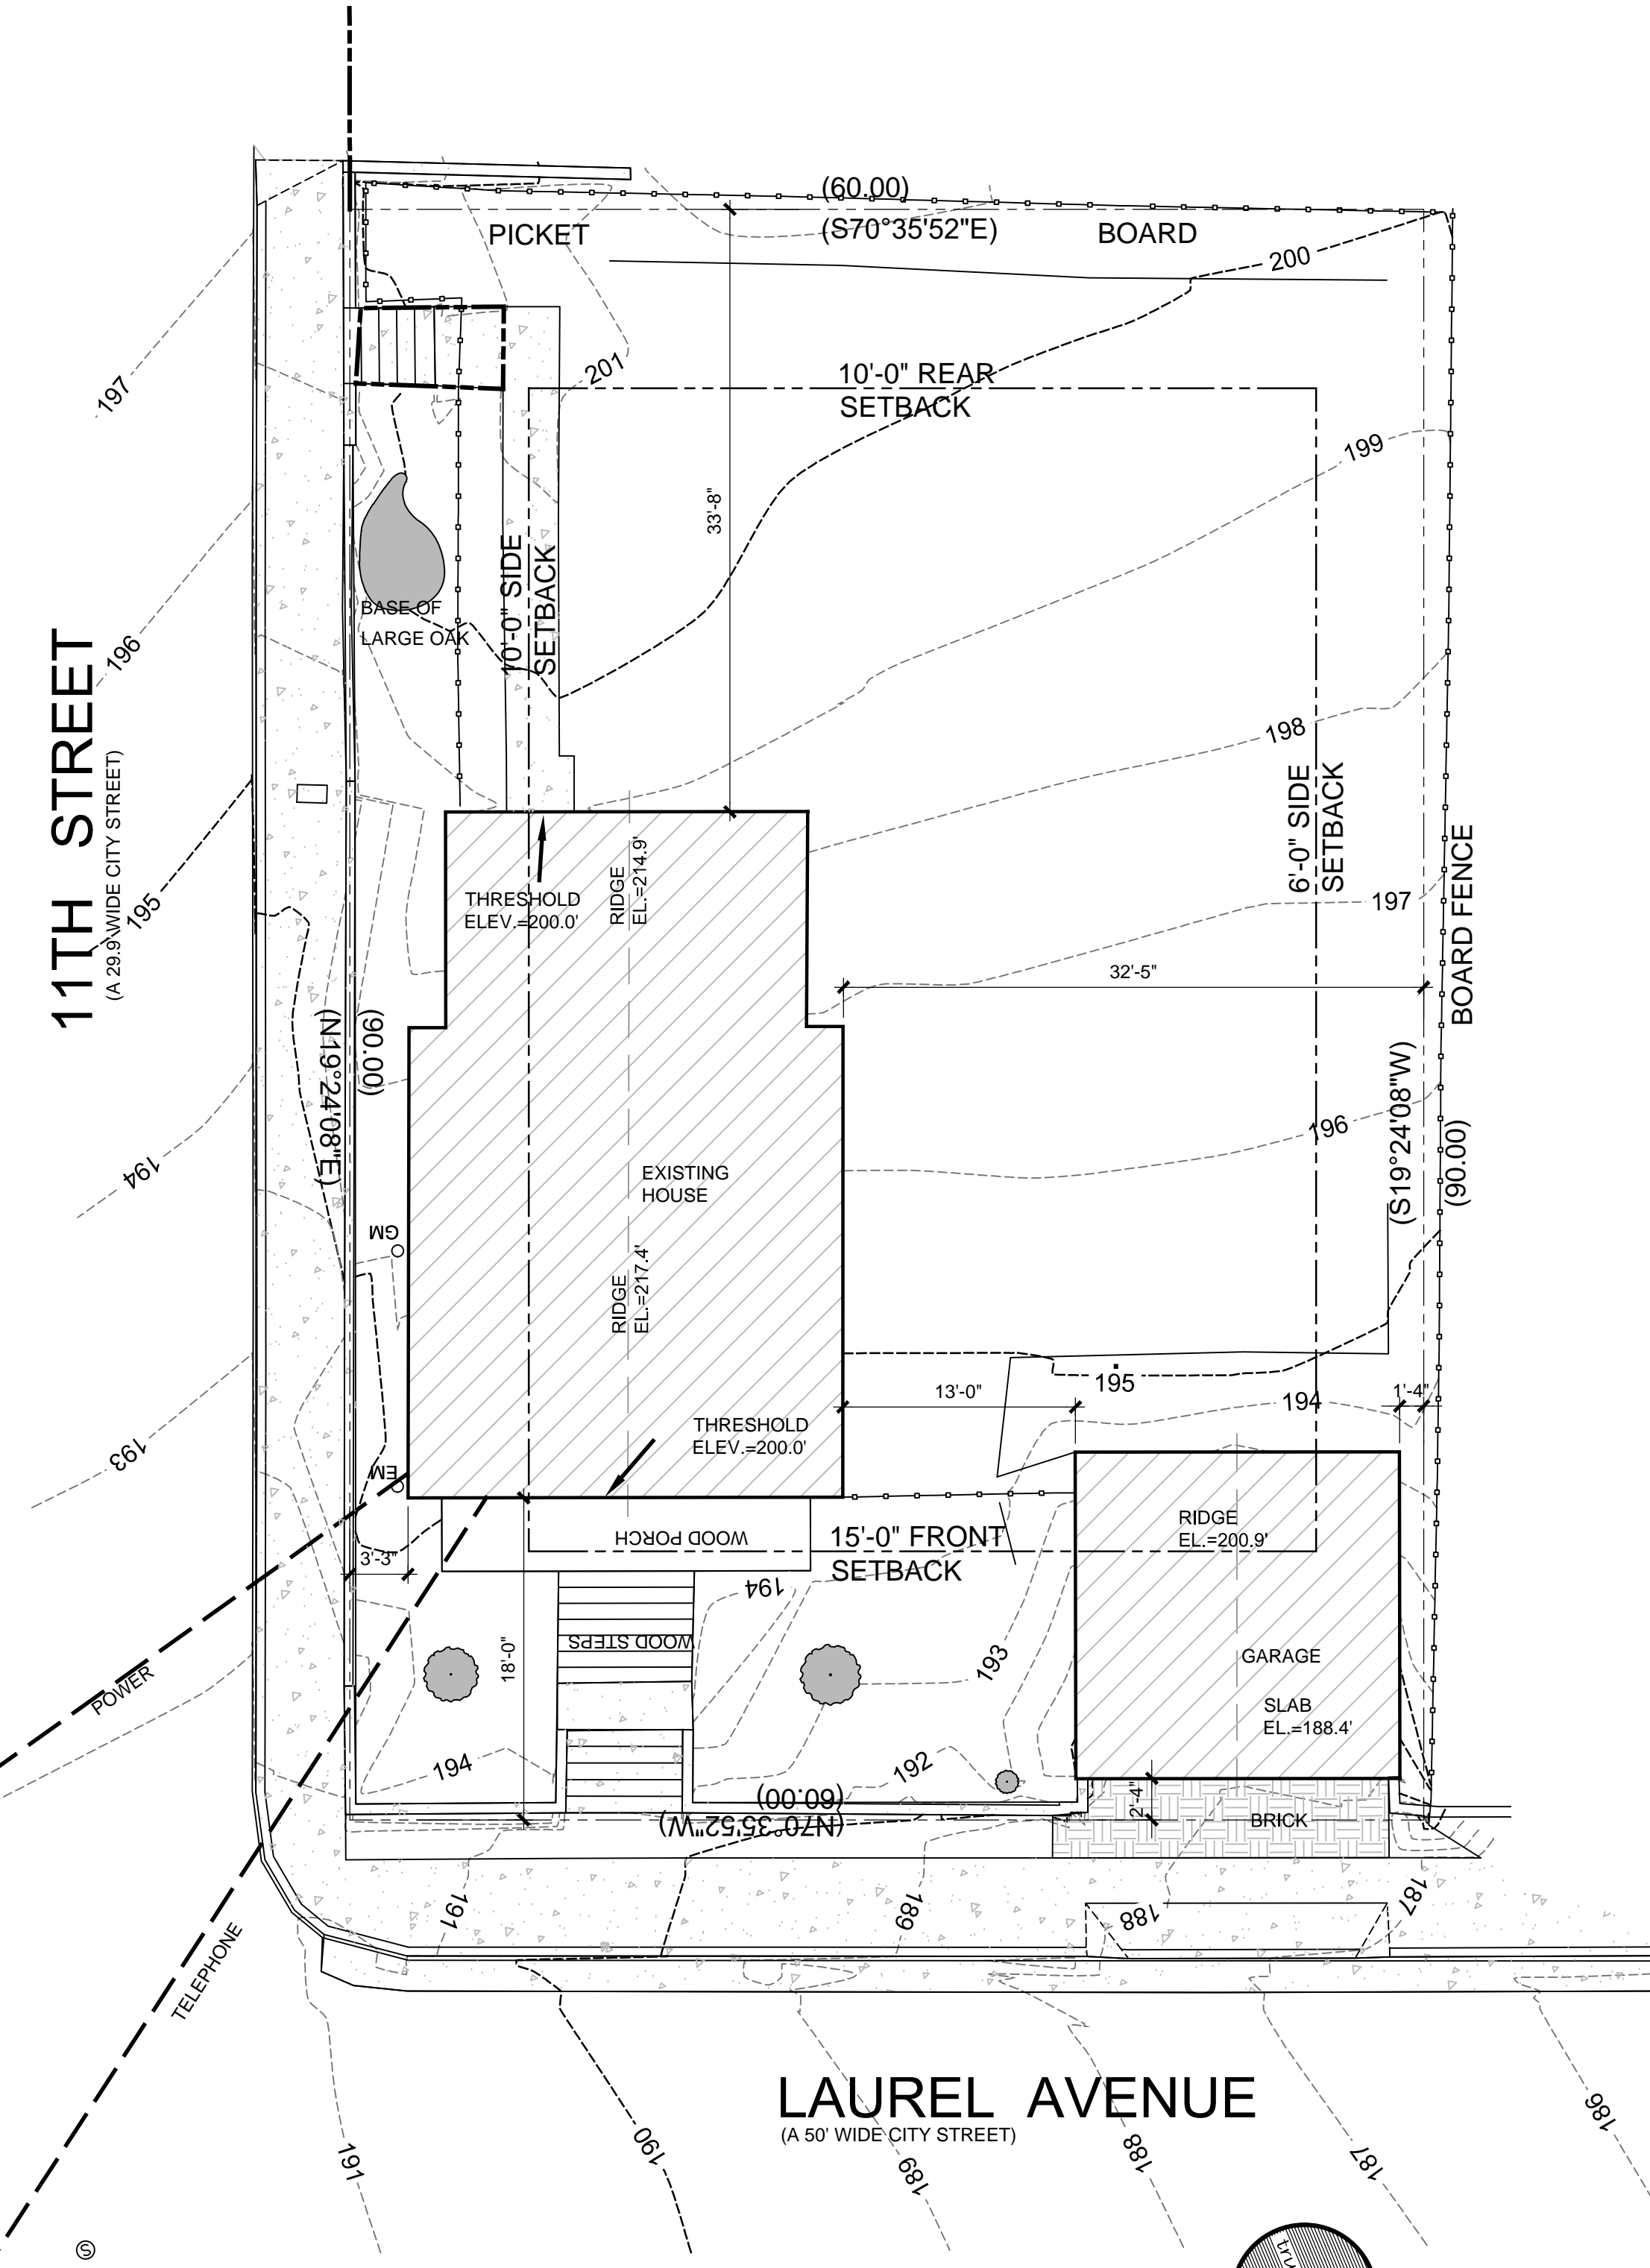 (60.00)
(S70°35'52"E)
PICKET
BOARD
200
201
10'-0" REAR
SETBACK
197
199
33'-8"
10'-0" SIDE
SETBACK
BASE OF
LARGE OAK
196
11TH STREET
(A 29.9 WIDE CITY STREET)
198
6'-0" SIDE
SETBACK
BOARD FENCE
THRESHOLD
ELEV.=200.0'
RIDGE
EL.=214.9'
195
197
32'-5"
(N19°24'08"E)
(90.00)
(S19°24'08"W)
(90.00)
194
EXISTING
HOUSE
196
GM
RIDGE
EL.=217.4'
195
13'-0"
194
1'-4"
THRESHOLD
ELEV.=200.0'
193
EM
WOOD PORCH
15'-0" FRONT
SETBACK
RIDGE
EL.=200.9'
3'-3"
194
WOOD STEPS
18'-0"
193
GARAGE
POWER
SLAB
EL.=188.4'
194
192
(60.00)
(N70°35'52"W)
2'-4"
BRICK
191
189
188
187
TELEPHONE
LAUREL AVENUE
(A 50' WIDE CITY STREET)
191
190
189
188
187
186
S
tru